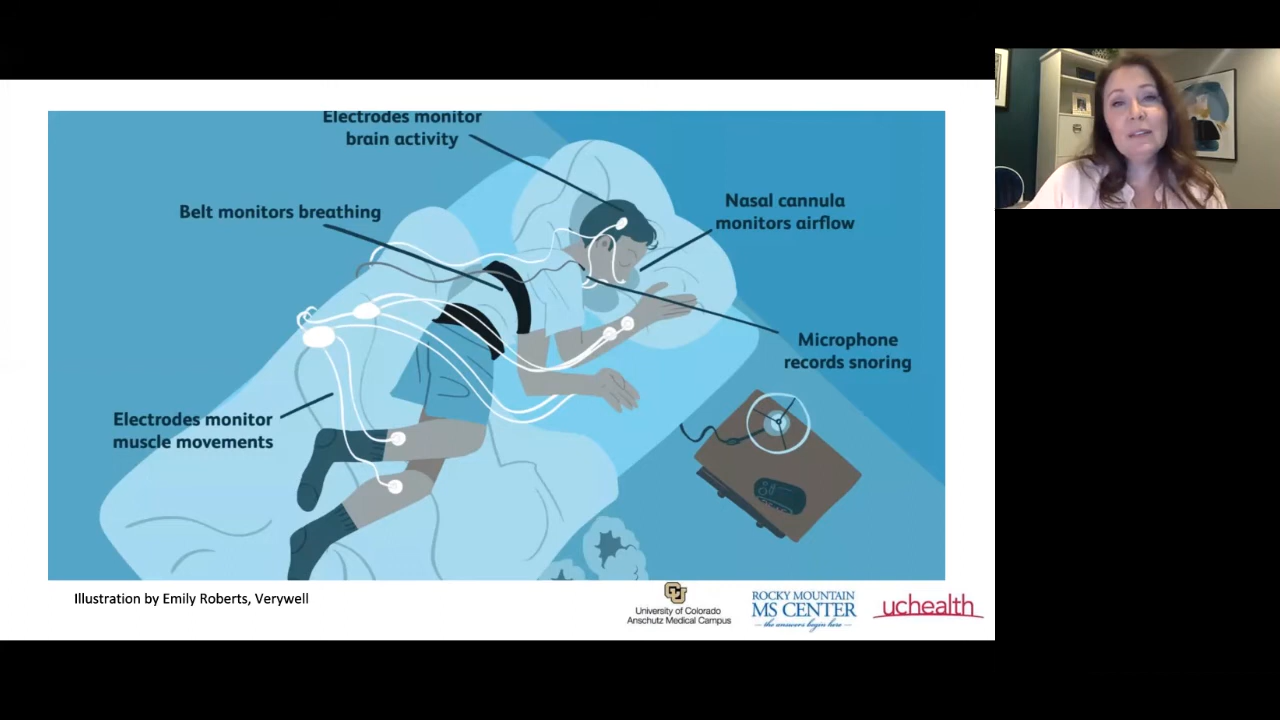 Electrodes monitor
brain activity
Belt monitors breathing
Nasal cannula
monitors airflow
Microphone
records snoring
Electrodes monitor
muscle movements
Illustration by Emily Roberts, Verywell
CU
University of Colorado
Anschutz Medical Campus
ROCKY MOUNTAIN
MS CENTER
the answers begin here
uchealth